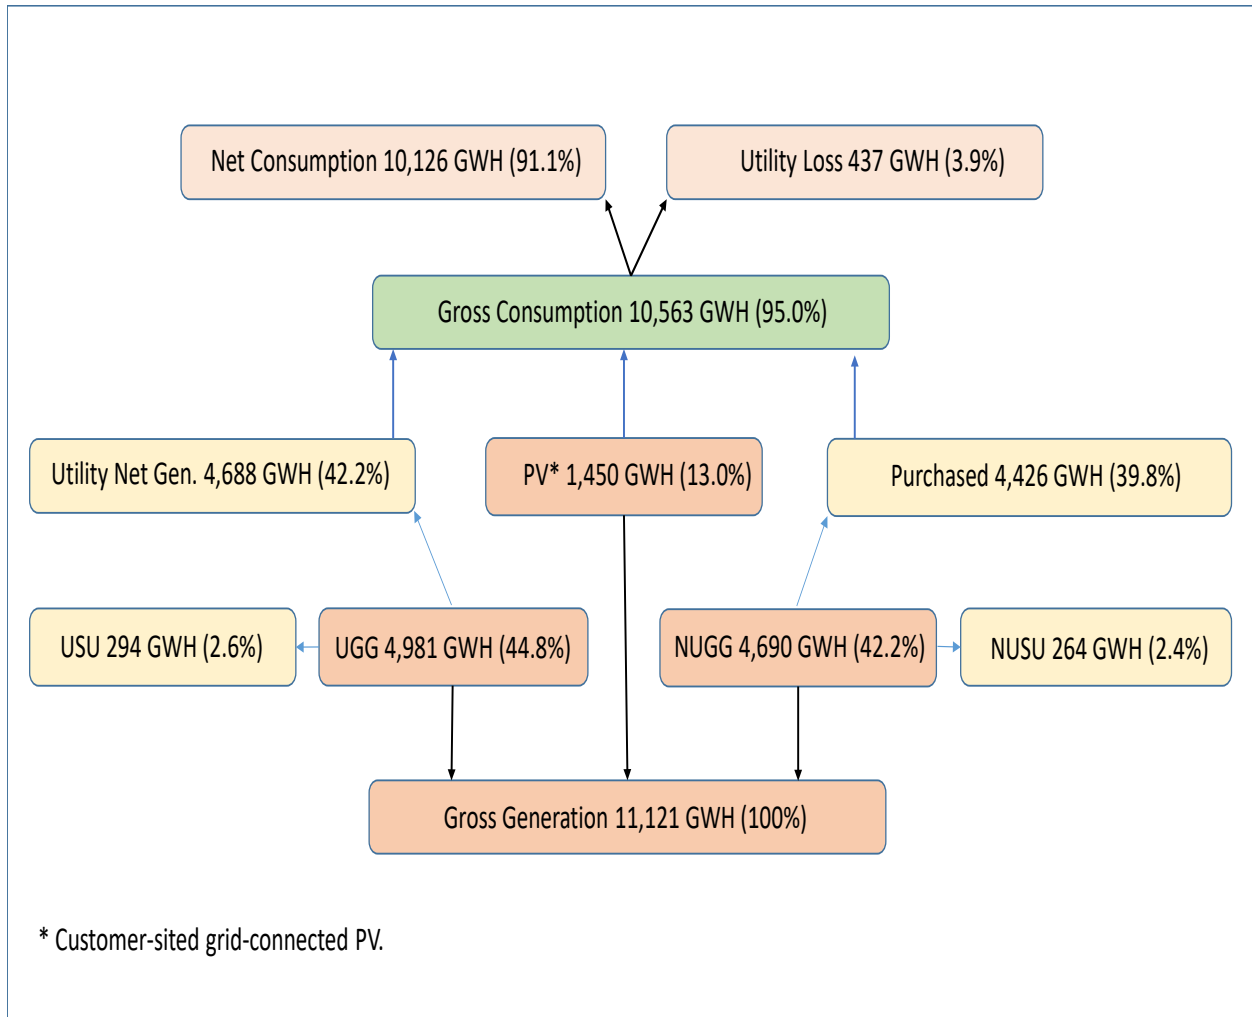 Net Consumption 10,126 GWH (91.1%)
Utility Loss 437 GWH (3.9%)
Gross Consumption 10,563 GWH (95.0%)
Utility Net Gen. 4,688 GWH (42.2%)
PV* 1,450 GWH (13.0%)
Purchased 4,426 GWH (39.8%)
USU 294 GWH (2.6%)
UGG 4,981 GWH (44.8%)
NUGG 4,690 GWH (42.2%)
NUSU 264 GWH (2.4%)
Gross Generation 11,121 GWH (100%)
* Customer-sited grid-connected PV.